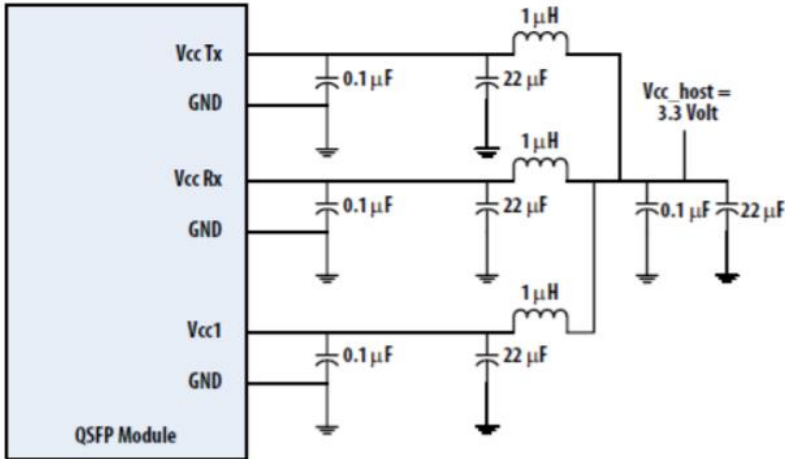 1 μH
Vcc Tx
0.1 μF
22 μF
GND
Vcc_host =
3.3 Volt
1 μH
Vcc Rx
0.1 μF
22 μF
0.1 μF
22 μF
GND
1 μH
Vcc1
0.1 μF
22 μF
GND
QSFP Module